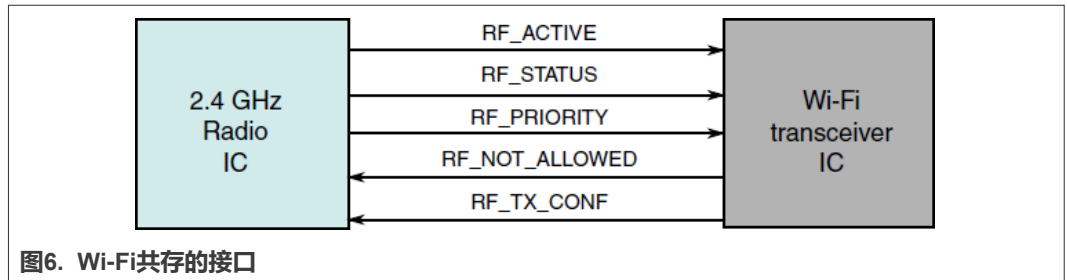 RF_ACTIVE
RF_STATUS
RF_PRIORITY
RF_NOT_ALLOWED
RF_TX_CONF
2.4 GHz
Radio
IC
Wi-Fi
transceiver
IC
图6. Wi-Fi共存的接口